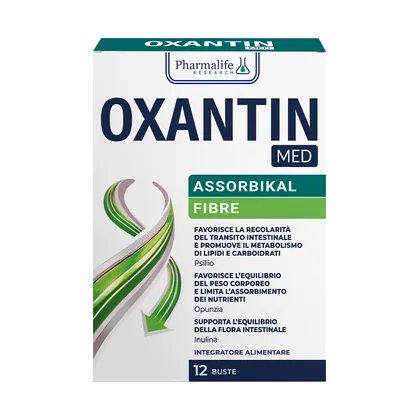 Pharmalife
RESEARCH
OXANTIN
MED
ASSORBIKAL
FIBRE
FAVORISCE LA REGOLARITÀ
DEL TRANSITO INTESTINALE
E PROMUOVE IL METABOLISMO
DI LIPIDI E CARBOIDRATI
Psillio
FAVORISCE L'EQUILIBRIO
DEL PESO CORPOREO
E LIMITA L'ASSORBIMENTO
DEI NUTRIENTI
Opunzia
SUPPORTA L'EQUILIBRIO
DELLA FLORA INTESTINALE
Inulina
INTEGRATORE ALIMENTARE
12 BUSTE